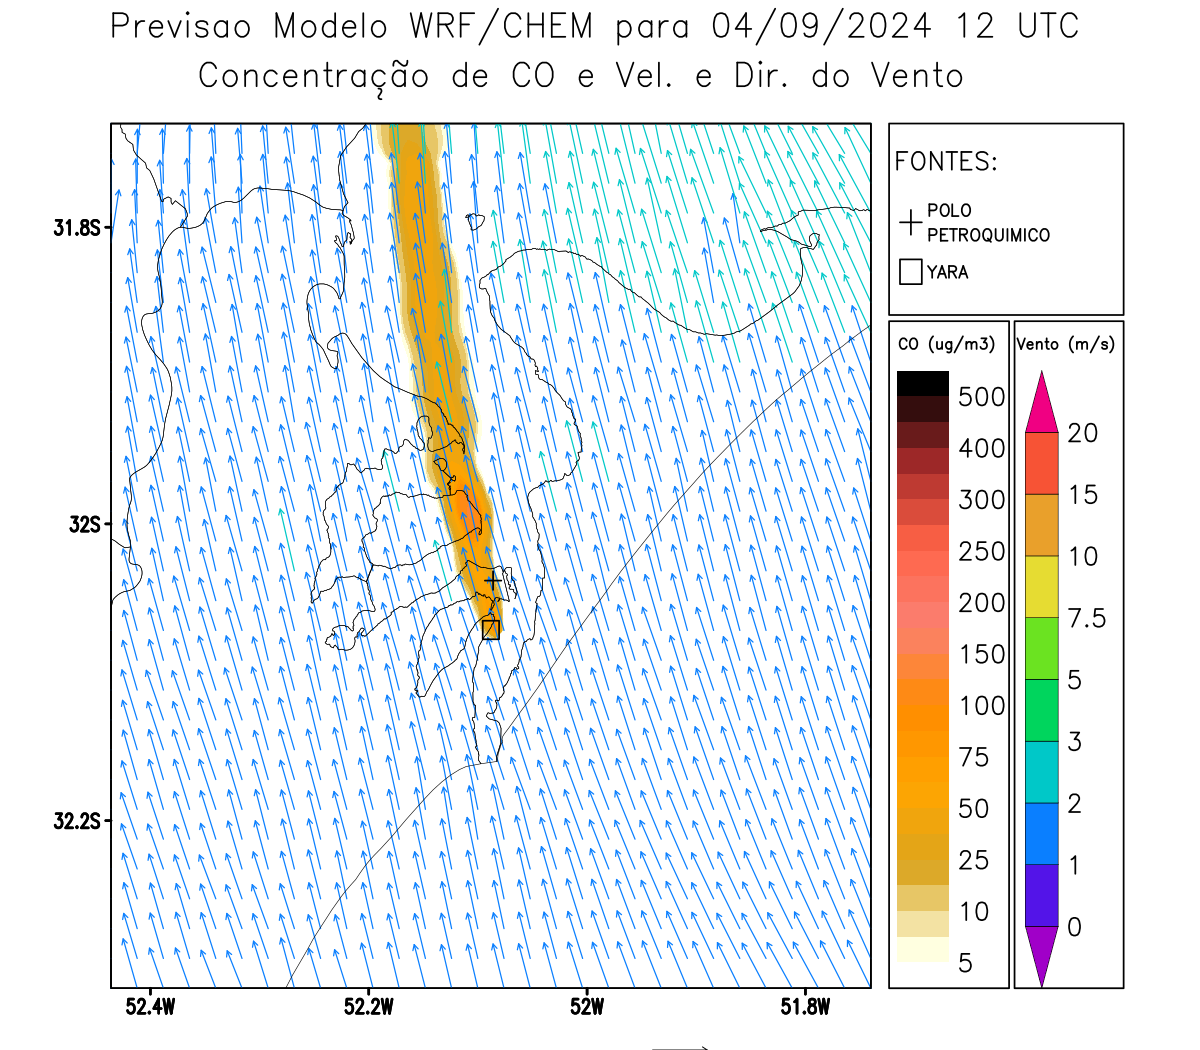 Previsao Modelo WRF/CHEM para 04/09/2024 12 UTC
Concentração de CO e Vel. e Dir. do Vento
FONTES:
POLO
PETROQUIMICO
YARA
CO (ug/m3)
500
400
300
250
200
150
100
75
50
25
10
5
Vento (m/s)
20
15
10
7.5
5
3
2
1
0
31.8S
32S
32.2S
52.4W
52.2W
52W
51.8W